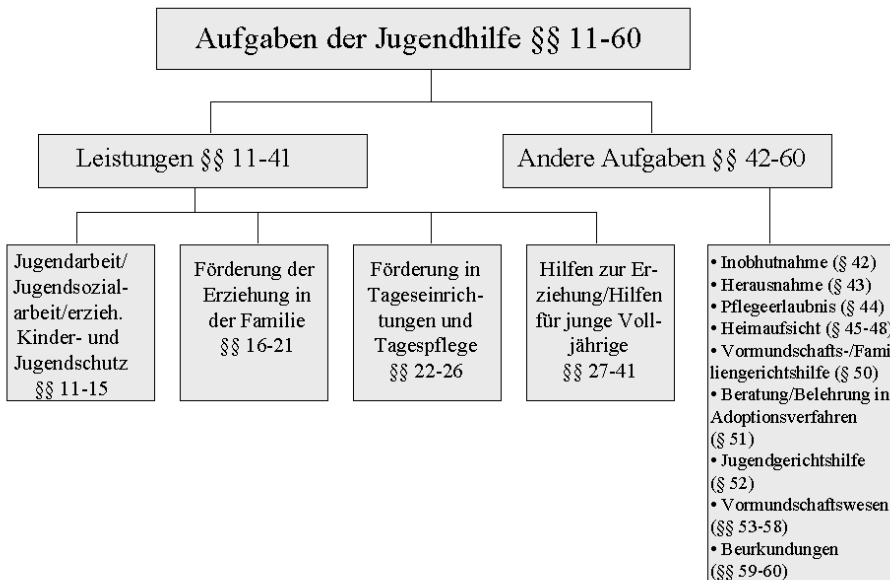 Aufgaben der Jugendhilfe §§ 11-60
Leistungen §§ 11-41
Andere Aufgaben §§ 42-60
Jugendarbeit/
Jugendsozial-
arbeit/erzieh.
Kinder- und
Jugendschutz
§§ 11-15
Förderung der
Erziehung in
der Familie
§§ 16-21
Förderung in
Tageseinrich-
tungen und
Tagespflege
§§ 22-26
Hilfen zur Er-
ziehung/Hilfen
für junge Voll-
jährige
§§ 27-41
• Inobhutnahme (§ 42)
• Herausnahme (§ 43)
• Pflegeerlaubnis (§ 44)
• Heimaufsicht (§ 45-48)
• Vormundschafts-/Fami
liengerichtshilfe (§ 50)
• Beratung/Belehrung in
Adoptionsverfahren
(§ 51)
• Jugendgerichtshilfe
(§ 52)
• Vormundschaftswesen
(§§ 53-58)
• Beurkundungen
(§§ 59-60)